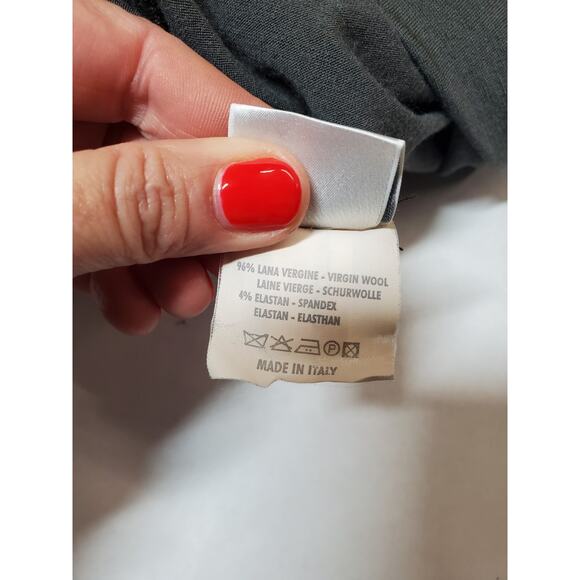 96% LANA VERGINE - VIRGIN WOOL
LAINE VIERGE - SCHURWOLLE
4% ELASTAN - SPANDEX
ELASTAN - ELASTHAN
P
MADE IN ITALY